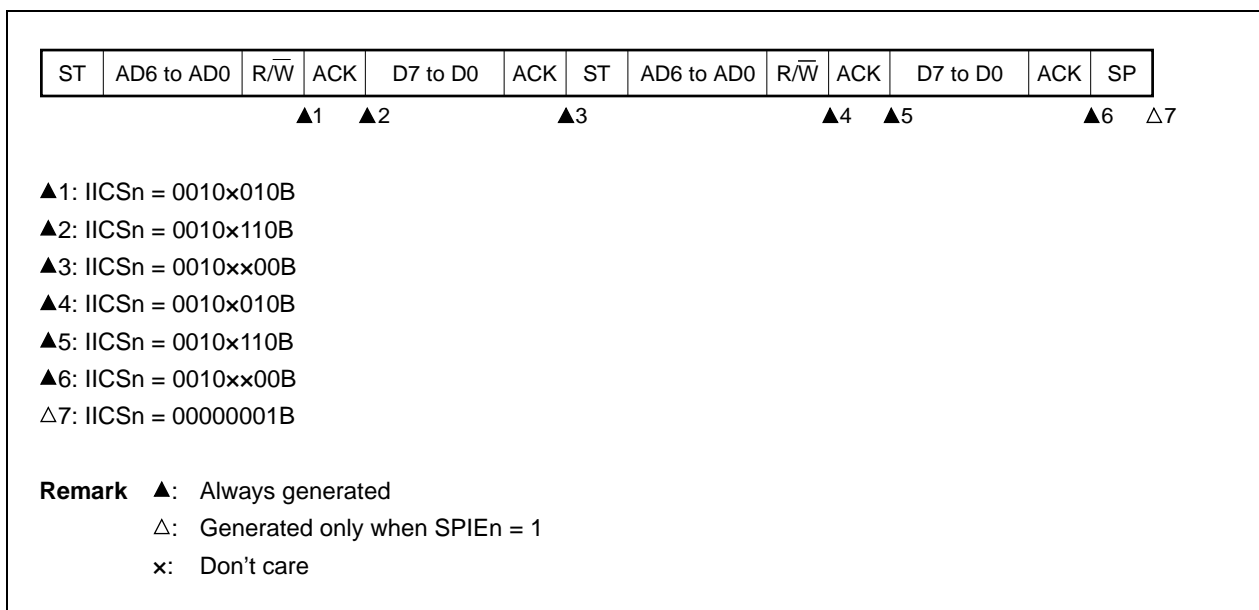 ST AD6 to AD0 R/W̅ ACK D7 to D0 ACK ST AD6 to AD0 R/W̅ ACK D7 to D0 ACK SP
▲1 ▲2 ▲3 ▲4 ▲5 ▲6 △7
▲1: IICSn = 0010×010B
▲2: IICSn = 0010×110B
▲3: IICSn = 0010××00B
▲4: IICSn = 0010×010B
▲5: IICSn = 0010×110B
▲6: IICSn = 0010××00B
△7: IICSn = 00000001B
Remark ▲: Always generated
△: Generated only when SPIEn = 1
×: Don't care